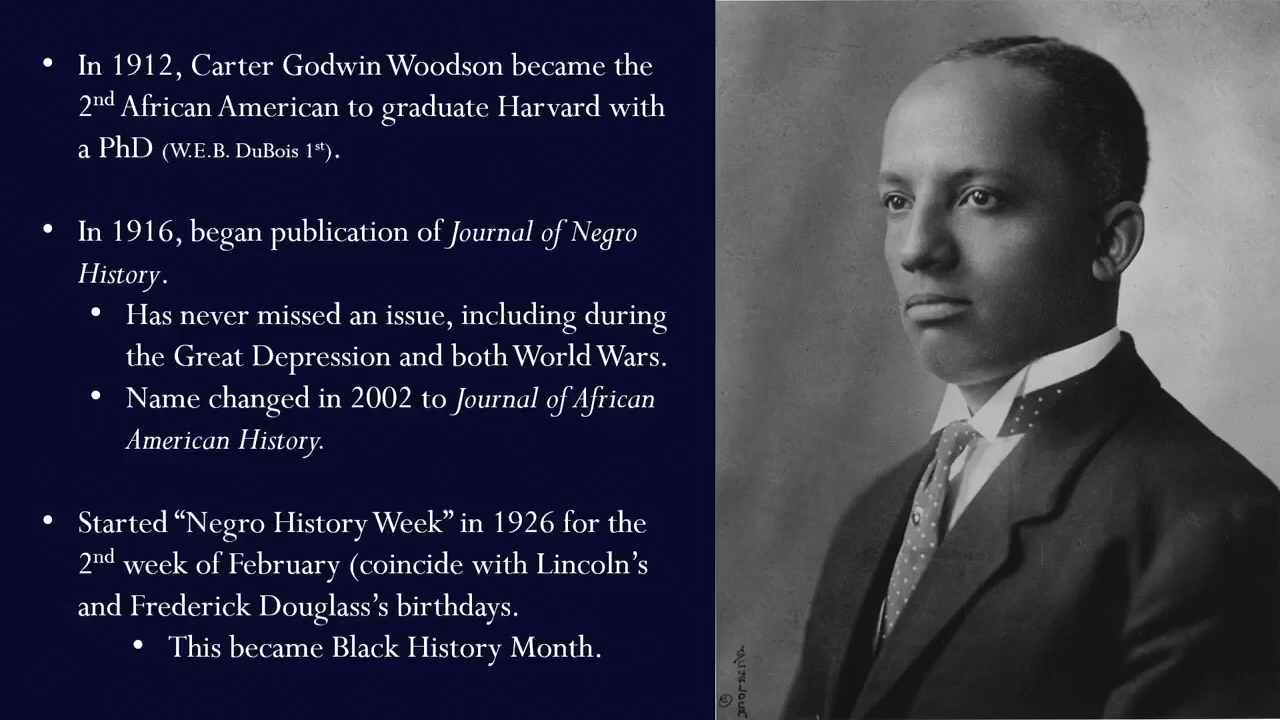 • In 1912, Carter Godwin Woodson became the
2nd African American to graduate Harvard with
a PhD (W.E.B. DuBois 1st).
• In 1916, began publication of Journal of Negro
History.
• Has never missed an issue, including during
the Great Depression and both World Wars.
• Name changed in 2002 to Journal of African
American History.
• Started “Negro History Week” in 1926 for the
2nd week of February (coincide with Lincoln’s
and Frederick Douglass’s birthdays.
• This became Black History Month.